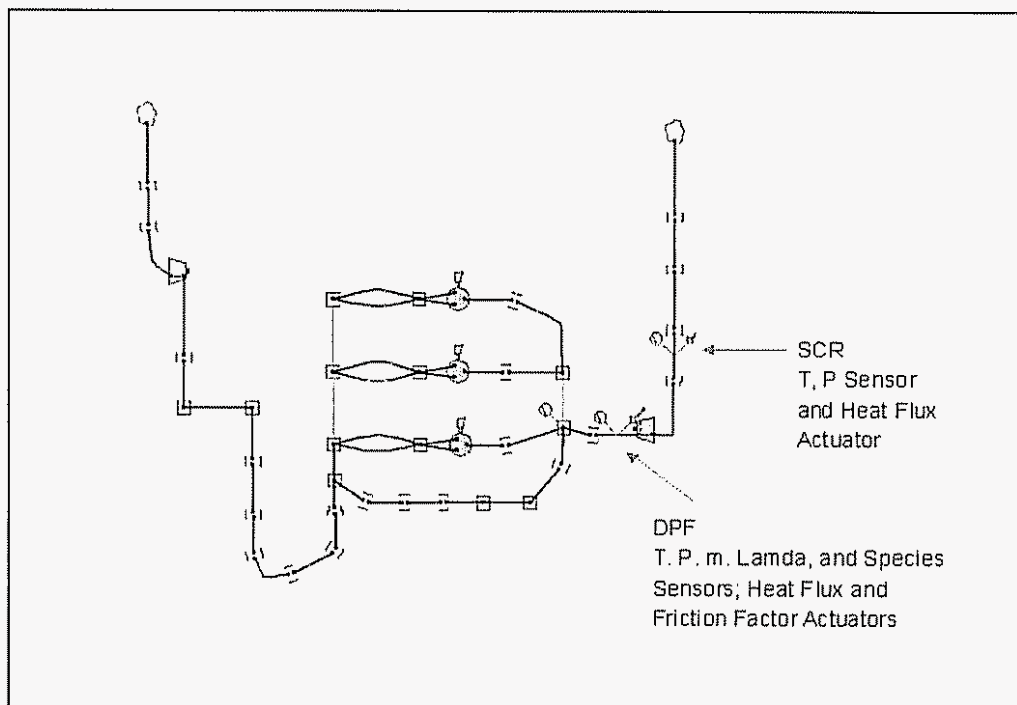 SCR
T, P Sensor
and Heat Flux
Actuator
DPF
T. P. m. Lamda, and Species
Sensors; Heat Flux and
Friction Factor Actuators